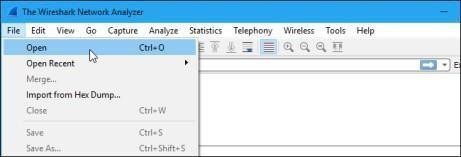 The Wireshark Network Analyzer
File Edit View Go Capture Analyze Statistics Telephony Wireless Tools Help
Open Ctrl+O
Open Recent
Merge...
Import from Hex Dump...
Close Ctrl+W
Save Ctrl+S
Save As... Ctrl+Shift+S